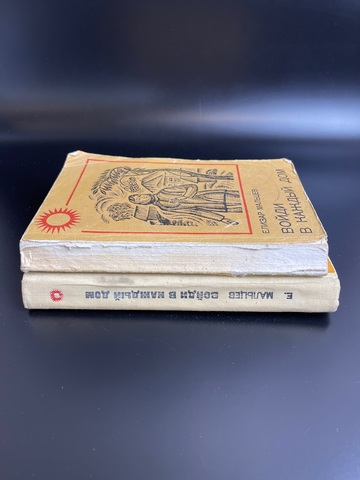 ЕЛИЗАР МАЛЬЦЕВ
ВОЙДИ
В КАЖДЫЙ ДОМ
Е. МАЛЬЦЕВ ВОЙДИ В КАЖДЫЙ ДОМ